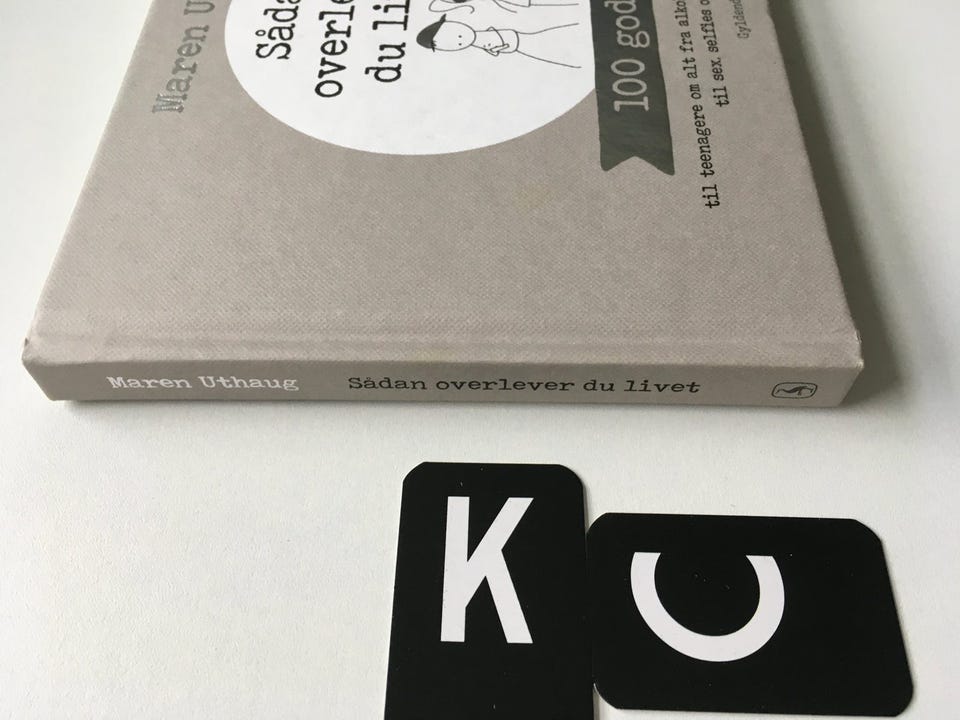 Maren U
Såda
overle
du li
100 god
til teenagere om alt fra alko
til sex, selfies o
Gyldend
Maren Uthaug Sådan overlever du livet
K C